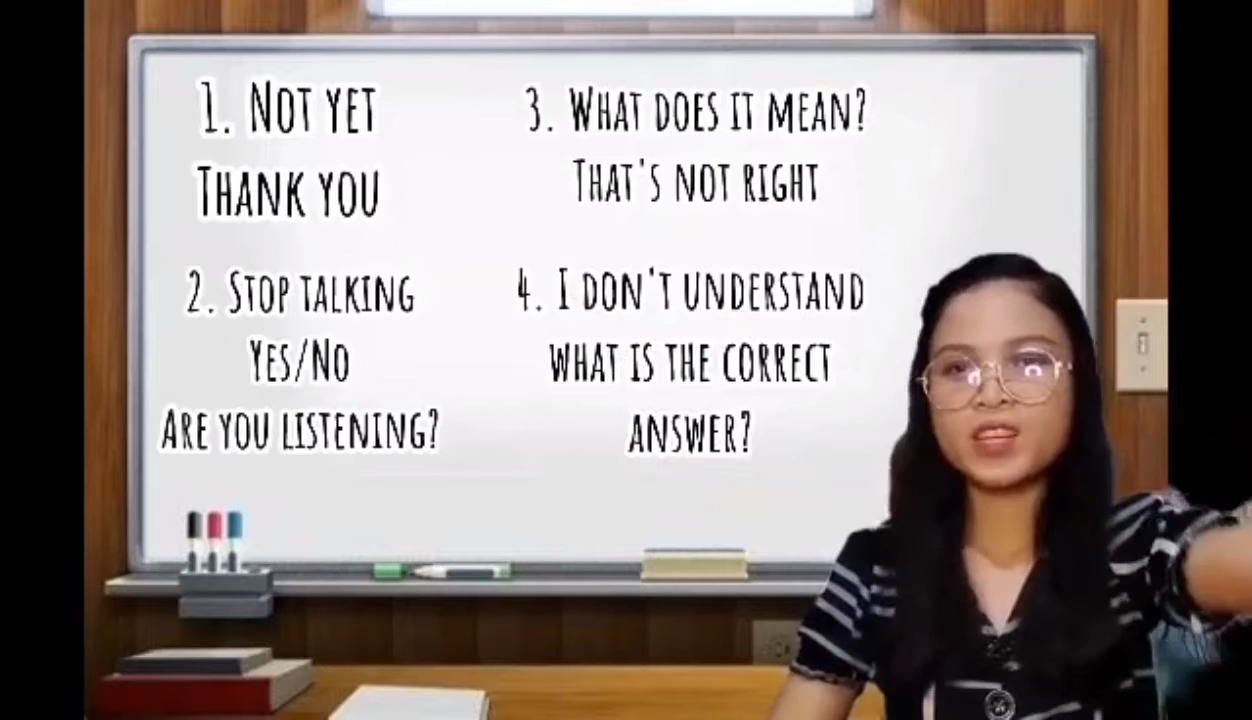 1. Not yet
Thank you
2. Stop talking
Yes/No
Are you listening?
3. What does it mean?
That's not right
4. I don't understand
what is the correct
answer?